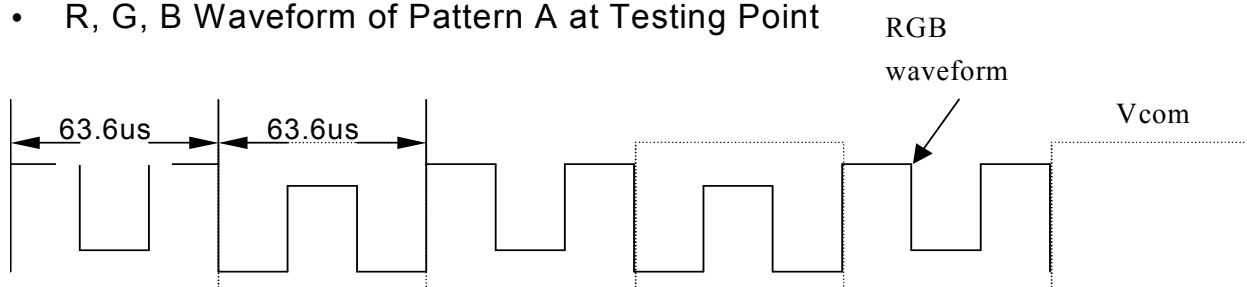 • R, G, B Waveform of Pattern A at Testing Point
RGB
waveform
Vcom
63.6us
63.6us